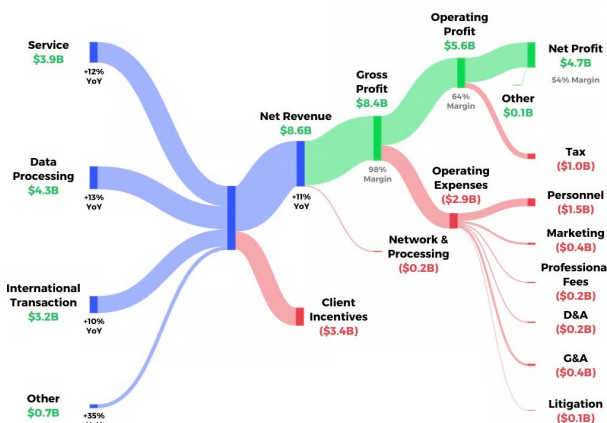 Service
$3.9B
+12%
YoY
Data
Processing
$4.3B
+13%
YoY
International
Transaction
$3.2B
+10%
YoY
Other
$0.7B
+35%
Net Revenue
$8.6B
+11%
YoY
Client
Incentives
($3.4B)
Gross
Profit
$8.4B
98%
Margin
Network &
Processing
($0.2B)
Operating
Profit
$5.6B
64%
Margin
Operating
Expenses
($2.9B)
Net Profit
$4.7B
54% Margin
Other
$0.1B
Tax
($1.0B)
Personnel
($1.5B)
Marketing
($0.4B)
Professiona
Fees
($0.2B)
D&A
($0.2B)
G&A
($0.4B)
Litigation
($0.1B)